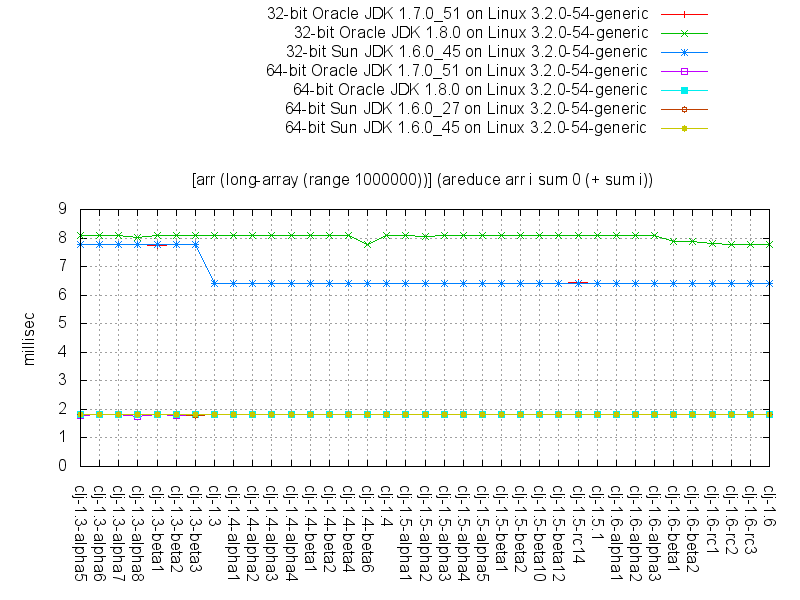 32-bit Oracle JDK 1.7.0_51 on Linux 3.2.0-54-generic
32-bit Oracle JDK 1.8.0 on Linux 3.2.0-54-generic
32-bit Sun JDK 1.6.0_45 on Linux 3.2.0-54-generic
64-bit Oracle JDK 1.7.0_51 on Linux 3.2.0-54-generic
64-bit Oracle JDK 1.8.0 on Linux 3.2.0-54-generic
64-bit Sun JDK 1.6.0_27 on Linux 3.2.0-54-generic
64-bit Sun JDK 1.6.0_45 on Linux 3.2.0-54-generic
[arr (long-array (range 1000000))] (areduce arr i sum 0 (+ sum i))
9
8
7
6
5
4
3
2
1
0
millisec
clj-1.3-alpha5
clj-1.3-alpha6
clj-1.3-alpha7
clj-1.3-alpha8
clj-1.3-beta1
clj-1.3-beta2
clj-1.3-beta3
clj-1.3
clj-1.4-alpha1
clj-1.4-alpha2
clj-1.4-alpha3
clj-1.4-alpha4
clj-1.4-beta1
clj-1.4-beta2
clj-1.4-beta4
clj-1.4-beta6
clj-1.4
clj-1.5-alpha1
clj-1.5-alpha2
clj-1.5-alpha3
clj-1.5-alpha4
clj-1.5-alpha5
clj-1.5-beta1
clj-1.5-beta2
clj-1.5-beta10
clj-1.5-beta12
clj-1.5-rc14
clj-1.5.1
clj-1.6-alpha1
clj-1.6-alpha2
clj-1.6-alpha3
clj-1.6-beta1
clj-1.6-beta2
clj-1.6-rc1
clj-1.6-rc2
clj-1.6-rc3
clj-1.6